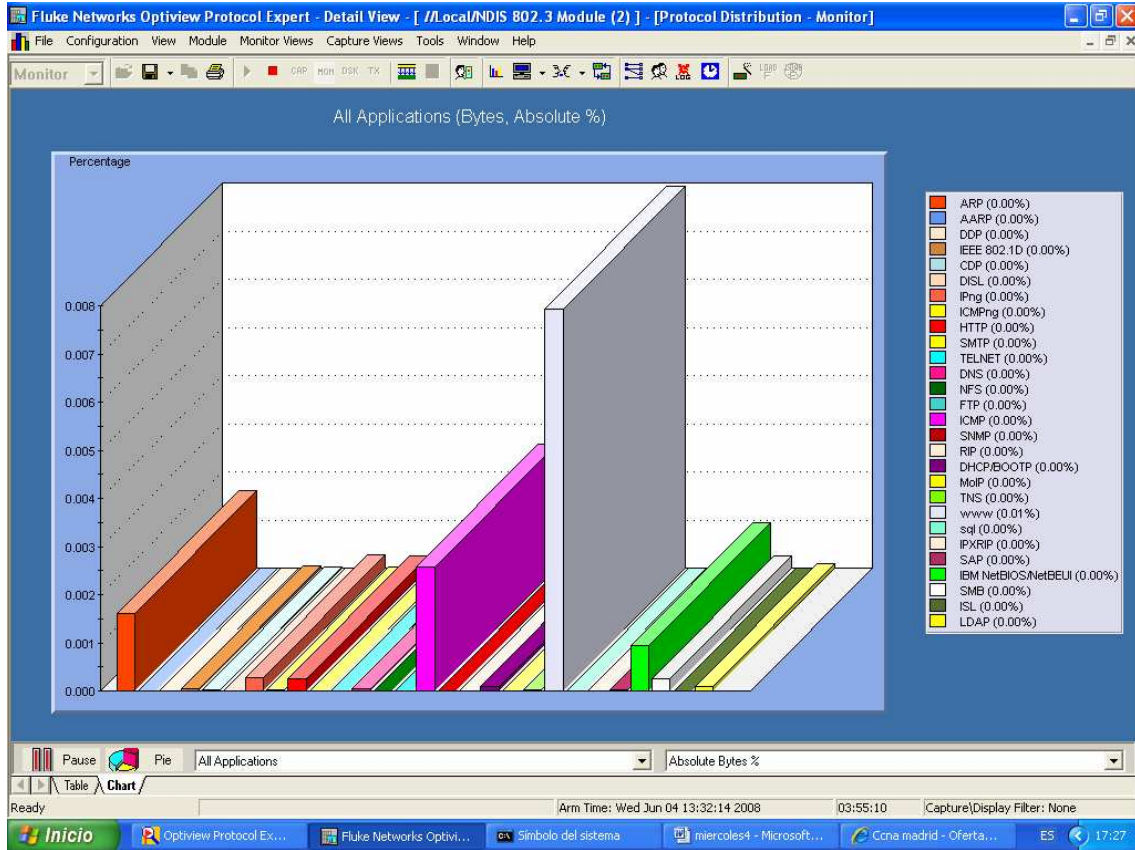 Fluke Networks Optiview Protocol Expert - Detail View - [ //Local/NDIS 802.3 Module (2) ] - [Protocol Distribution - Monitor]
File Configuration View Module Monitor Views Capture Views Tools Window Help
Monitor CAP MON DSK TX
All Applications (Bytes, Absolute %)
Percentage
0.008
0.007
0.006
0.005
0.004
0.003
0.002
0.001
0.000
ARP (0.00%)
AARP (0.00%)
DDP (0.00%)
IEEE 802.1D (0.00%)
CDP (0.00%)
DISL (0.00%)
IPng (0.00%)
ICMPng (0.00%)
HTTP (0.00%)
SMTP (0.00%)
TELNET (0.00%)
DNS (0.00%)
NFS (0.00%)
FTP (0.00%)
ICMP (0.00%)
SNMP (0.00%)
RIP (0.00%)
DHCP/BOOTP (0.00%)
MoIP (0.00%)
TNS (0.00%)
www (0.01%)
sql (0.00%)
IPXRIP (0.00%)
SAP (0.00%)
IBM NetBIOS/NetBEUI (0.00%)
SMB (0.00%)
ISL (0.00%)
LDAP (0.00%)
Pause Pie All Applications Absolute Bytes %
Table Chart
Ready Arm Time: Wed Jun 04 13:32:14 2008 03:55:10 Capture\Display Filter: None
Inicio Optiview Protocol Ex... Fluke Networks Optivi... Símbolo del sistema miercoles4 - Microsoft... Ccna madrid - Oferta... ES 17:27